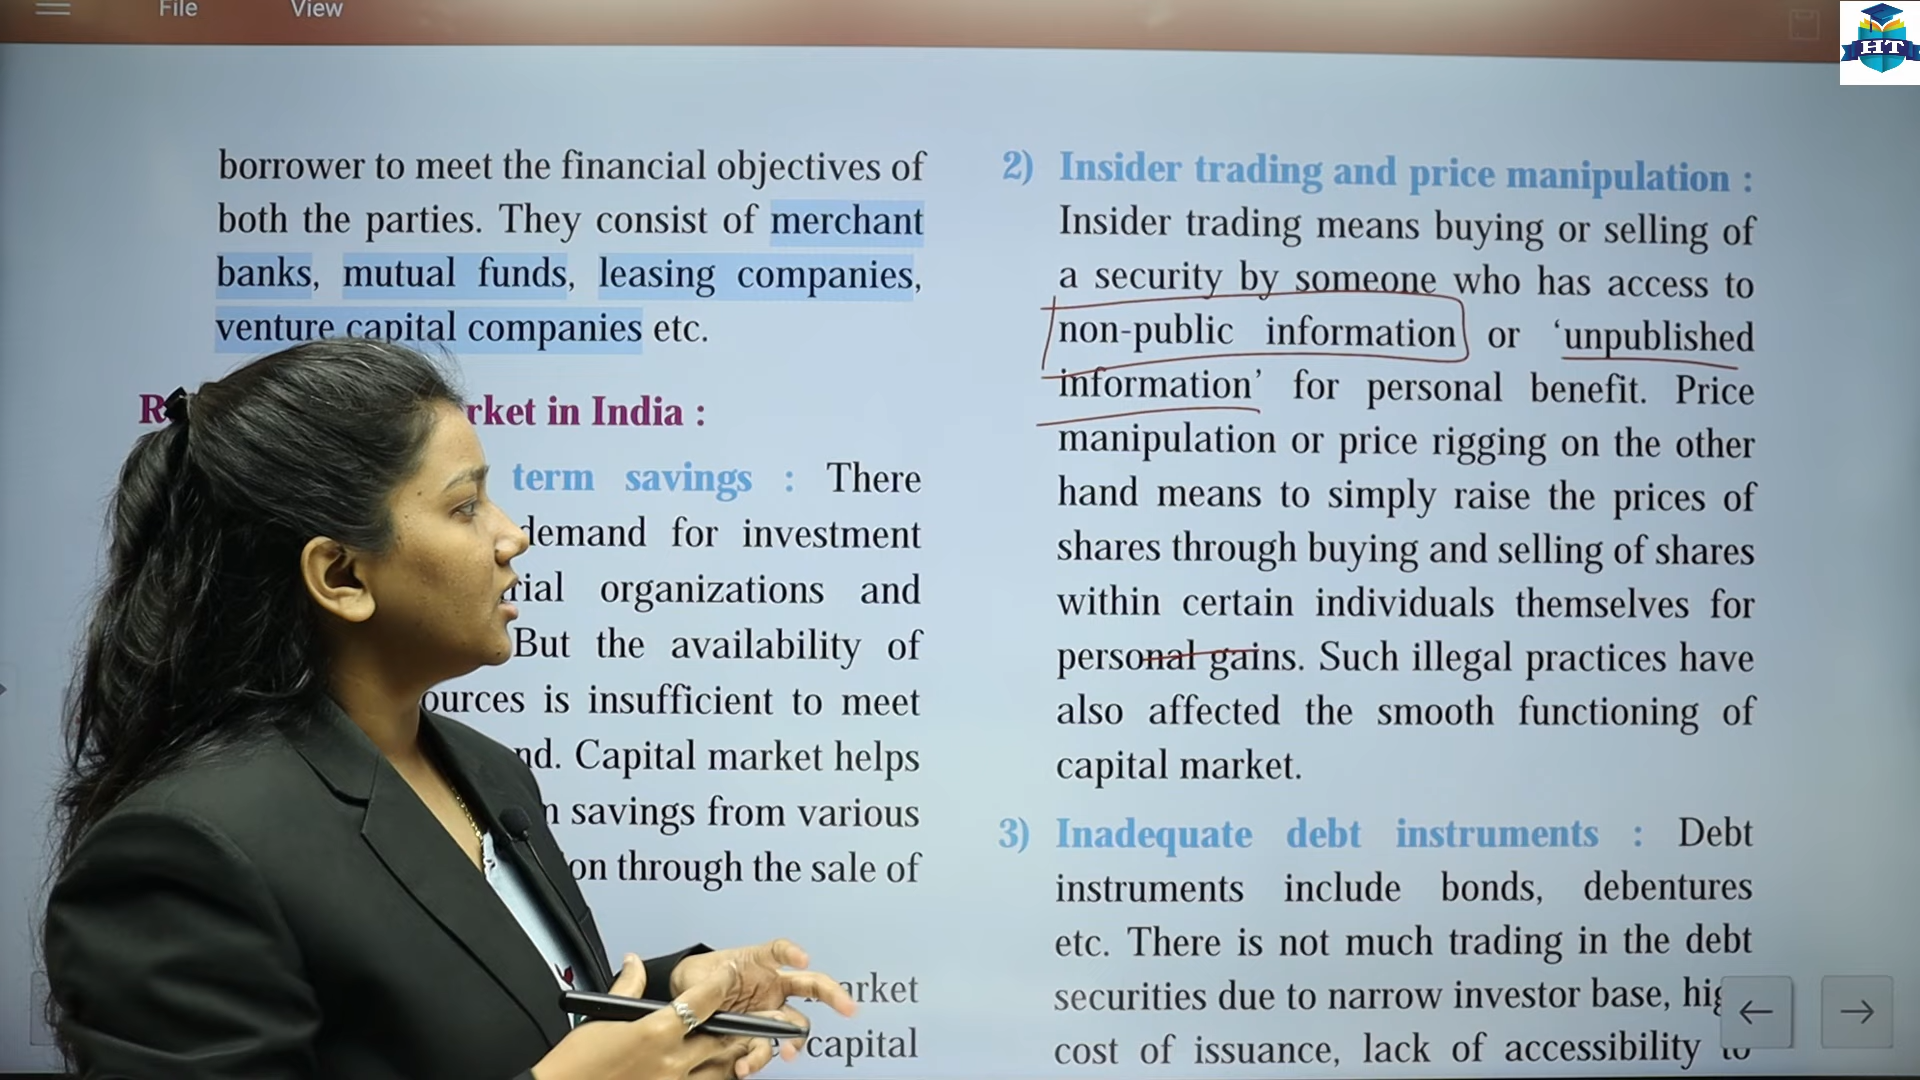 File View
HT
borrower to meet the financial objectives of
both the parties. They consist of merchant
banks, mutual funds, leasing companies,
venture capital companies etc.
rket in India :
term savings : There
demand for investment
rial organizations and
But the availability of
ources is insufficient to meet
nd. Capital market helps
savings from various
on through the sale of
arket
capital
2) Insider trading and price manipulation :
Insider trading means buying or selling of
a security by someone who has access to
non-public information or ‘unpublished
information’ for personal benefit. Price
manipulation or price rigging on the other
hand means to simply raise the prices of
shares through buying and selling of shares
within certain individuals themselves for
personal gains. Such illegal practices have
also affected the smooth functioning of
capital market.
3) Inadequate debt instruments : Debt
instruments include bonds, debentures
etc. There is not much trading in the debt
securities due to narrow investor base,
cost of issuance, lack of accessibility to